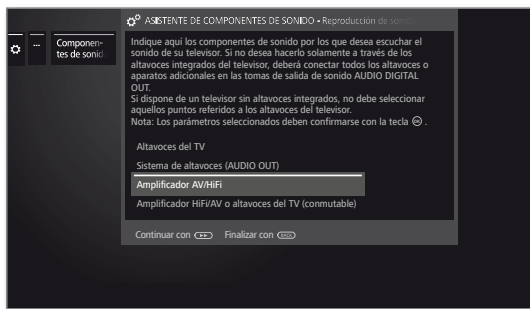 ASISTENTE DE COMPONENTES DE SONIDO • Reproducción de sonido
...
Componen-
tes de sonid
Indique aquí los componentes de sonido por los que desea escuchar el
sonido de su televisor. Si no desea hacerlo solamente a través de los
altavoces integrados del televisor, deberá conectar todos los altavoces o
aparatos adicionales en las tomas de salida de sonido AUDIO DIGITAL
OUT.
Si dispone de un televisor sin altavoces integrados, no debe seleccionar
aquellos puntos referidos a los altavoces del televisor.
Nota: Los parámetros seleccionados deben confirmarse con la tecla OK .
Altavoces del TV
Sistema de altavoces (AUDIO OUT)
Amplificador AV/HiFi
Amplificador HiFi/AV o altavoces del TV (conmutable)
Continuar con Finalizar con BACK